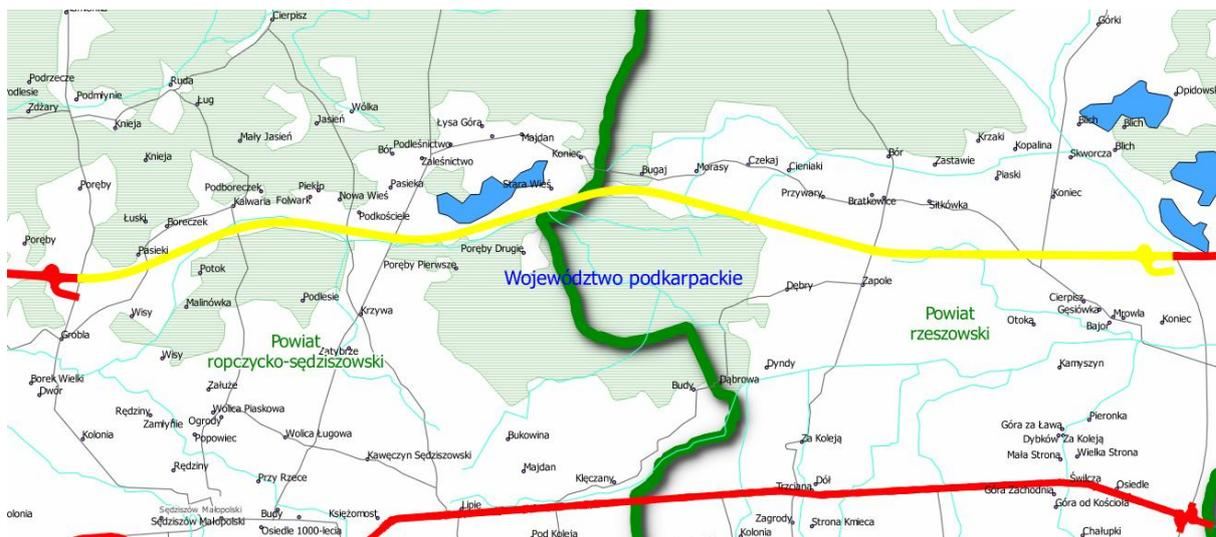 Cierpisz
Górki
Podrzecze
Ruda
Podmłynie
Ług
Wólka
Opidowsk
Zdżary
Knieja
Jasień
Łysa Góra
Blich
Blich
Mały Jasień
Majdan
Podleśnictwo
Krzaki
Kopalina
Blich
Knieja
Bór
Zaleśnictwo
Koniec
Bór
Skworcza
Czekaj
Zastawie
Bugaj
Morasy
Cieniaki
Piaski
Poręby
Podboreczek
Piekło
Pasieka
Stara Wieś
Nowa Wieś
Przywary
Koniec
Kalwaria
Folwark
Bratkowice
Sitkówka
Łuski
Boreczek
Podkościele
Poręby
Pasieki
Poręby Drugie
Potok
Poręby Pierwsze
Województwo podkarpackie
Zapole
Dębry
Malinówka
Podlesie
Cierpisz
Wisy
Krzywa
Gęsiówka
Mrowla
Powiat
rzeszowski
Otoka
Bajor
Koniec
Grobla
Powiat
ropczycko-sędziszowski
Wisy
Zatybrze
Dyndy
Kamyszyn
Borek Wielki
Dwór
Załuże
Budy
Dąbrowa
Rędziny
Wolica Piaskowa
Zamłynie
Ogrody
Pieronka
Góra za Ławą
Kolonia
Popowiec
Wolica Ługowa
Bukowina
Za Koleją
Dybków
Za Koleją
Kawęczyn Sędziszowski
Mała Strona
Wielka Strona
Rędziny
Majdan
Przy Rzece
Klęczany
Dół
Świlcza
Trzciana
Osiedle
Góra Zachodnia
Lipie
Góra od Kościoła
Sędziszów Małopolski
Budy
Księżomost
Sędziszów Małopolski
Zagrody
Strona Kmieca
Osiedle 1000-lecia
Pod Koleją
Kolonia
Chałupki